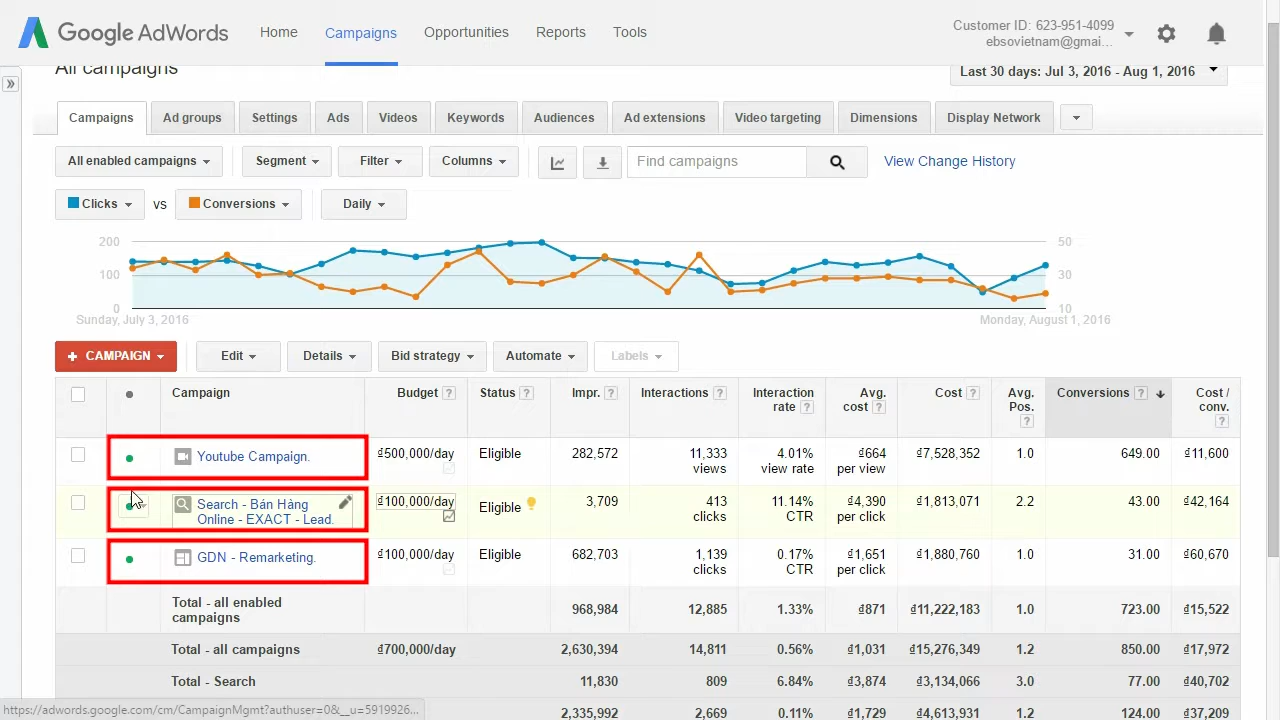 Google AdWords
Home Campaigns Opportunities Reports Tools
Customer ID: 623-951-4099
ebsovietnam@gmai...
All campaigns
Last 30 days: Jul 3, 2016 - Aug 1, 2016
Campaigns Ad groups Settings Ads Videos Keywords Audiences Ad extensions Video targeting Dimensions Display Network
All enabled campaigns Segment Filter Columns Find campaigns View Change History
Clicks vs Conversions Daily
200 50
100 30
0 10
Sunday, July 3, 2016 Monday, August 1, 2016
+ CAMPAIGN Edit Details Bid strategy Automate Labels
Campaign Budget ? Status ? Impr. ? Interactions ? Interaction rate ? Avg. cost ? Cost ? Avg. Pos. ? Conversions ? Cost / conv. ?
Youtube Campaign. ₫500,000/day Eligible 282,572 11,333 views 4.01% view rate ₫664 per view ₫7,528,352 1.0 649.00 ₫11,600
Search - Bán Hàng Online - EXACT - Lead. ₫100,000/day Eligible 3,709 413 clicks 11.14% CTR ₫4,390 per click ₫1,813,071 2.2 43.00 ₫42,164
GDN - Remarketing. ₫100,000/day Eligible 682,703 1,139 clicks 0.17% CTR ₫1,651 per click ₫1,880,760 1.0 31.00 ₫60,670
Total - all enabled campaigns 968,984 12,885 1.33% ₫871 ₫11,222,183 1.0 723.00 ₫15,522
Total - all campaigns ₫700,000/day 2,630,394 14,811 0.56% ₫1,031 ₫15,276,349 1.2 850.00 ₫17,972
Total - Search 11,830 809 6.84% ₫3,874 ₫3,134,066 3.0 77.00 ₫40,702
2,335,992 2,669 0.11% ₫1,729 ₫4,613,931 1.2 124.00 ₫37,209
https://adwords.google.com/cm/CampaignMgmt?authuser=0&__u=5919926...